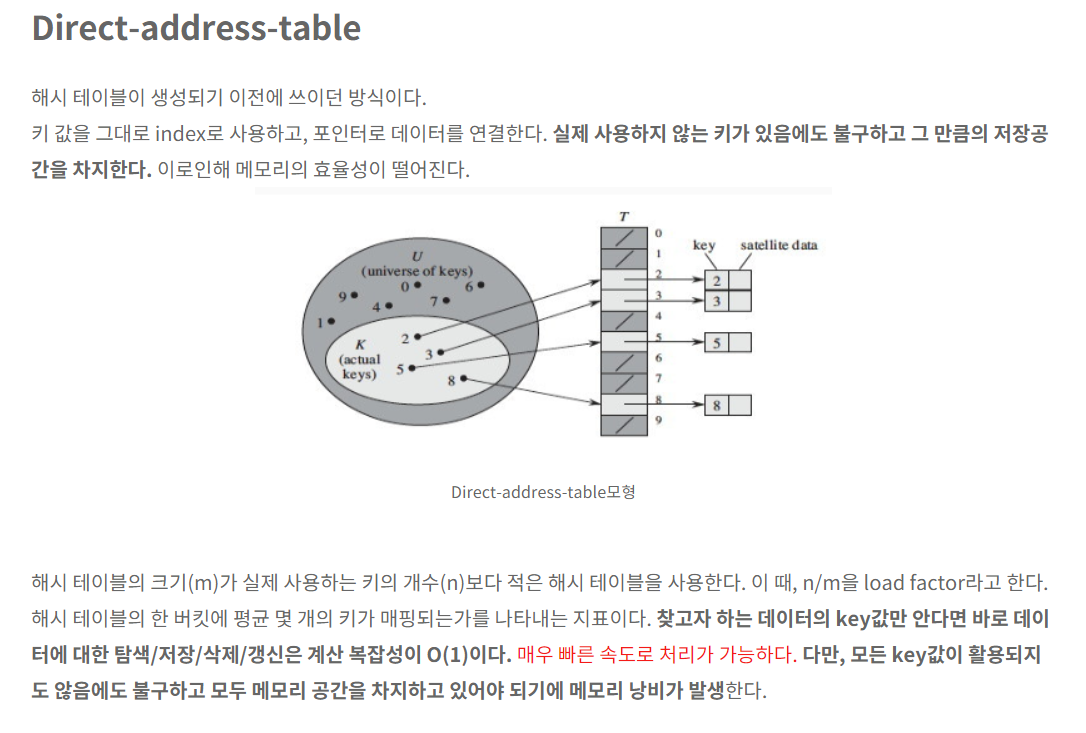 Direct-address-table
해시 테이블이 생성되기 이전에 쓰이던 방식이다.
키 값을 그대로 index로 사용하고, 포인터로 데이터를 연결한다. 실제 사용하지 않는 키가 있음에도 불구하고 그 만큼의 저장공
간을 차지한다. 이로인해 메모리의 효율성이 떨어진다.
T
U
(universe of keys)
0 6
9 4 7
1
K
(actual
keys)
2
3
5
8
0
1
2
3
4
5
6
7
8
9
key satellite data
2
3
5
8
Direct-address-table모형
해시 테이블의 크기(m)가 실제 사용하는 키의 개수(n)보다 적은 해시 테이블을 사용한다. 이 때, n/m을 load factor라고 한다.
해시 테이블의 한 버킷에 평균 몇 개의 키가 매핑되는가를 나타내는 지표이다. 찾고자 하는 데이터의 key값만 안다면 바로 데이
터에 대한 탐색/저장/삭제/갱신은 계산 복잡성이 O(1)이다. 매우 빠른 속도로 처리가 가능하다. 다만, 모든 key값이 활용되지
도 않음에도 불구하고 모두 메모리 공간을 차지하고 있어야 되기에 메모리 낭비가 발생한다.